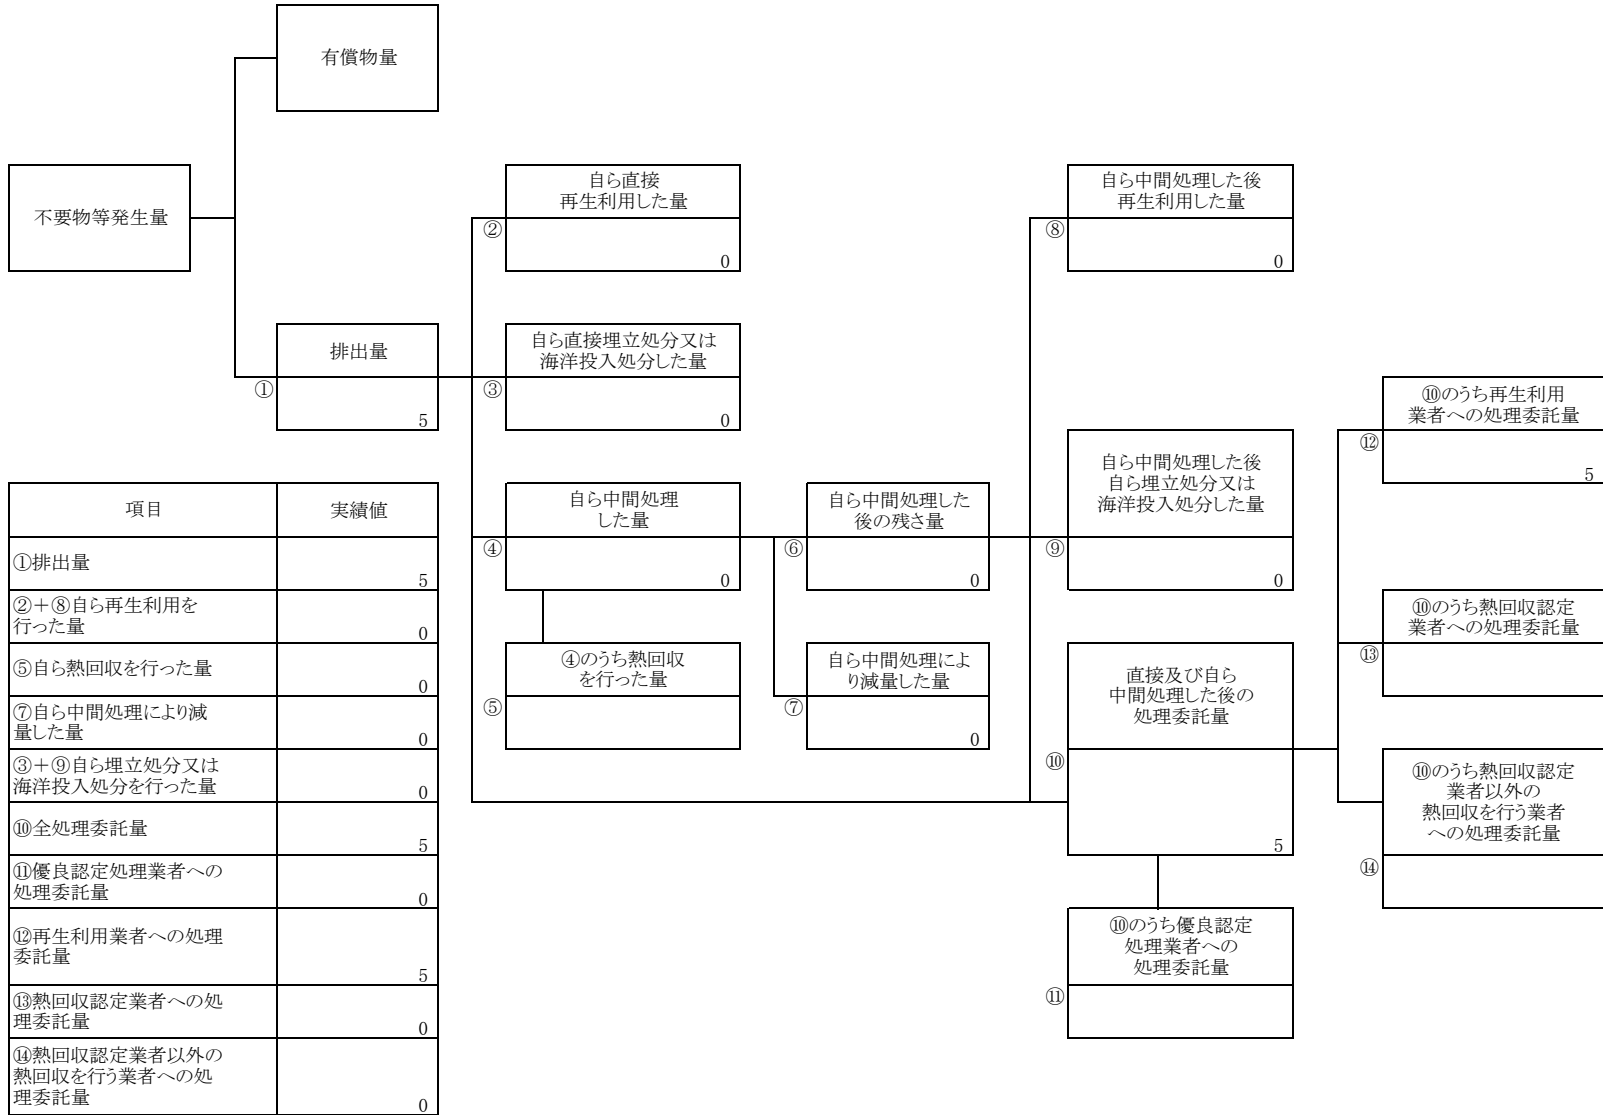 有償物量
不要物等発生量
自ら直接
再生利用した量
②
0
自ら中間処理した後
再生利用した量
⑧
0
排出量
①
5
自ら直接埋立処分又は
海洋投入処分した量
③
0
⑩のうち再生利用
業者への処理委託量
⑫
5
自ら中間処理した後
自ら埋立処分又は
海洋投入処分した量
⑨
0
自ら中間処理
した量
④
0
自ら中間処理した
後の残さ量
⑥
0
⑩のうち熱回収認定
業者への処理委託量
⑬
④のうち熱回収
を行った量
⑤
自ら中間処理によ
り減量した量
⑦
0
直接及び自ら
中間処理した後の
処理委託量
⑩
5
⑩のうち熱回収認定
業者以外の
熱回収を行う業者
への処理委託量
⑭
⑩のうち優良認定
処理業者への
処理委託量
⑪
項目 実績値
①排出量
5
②+⑧自ら再生利用を
行った量
0
⑤自ら熱回収を行った量
0
⑦自ら中間処理により減
量した量
0
③+⑨自ら埋立処分又は
海洋投入処分を行った量
0
⑩全処理委託量
5
⑪優良認定処理業者への
処理委託量
0
⑫再生利用業者への処理
委託量
5
⑬熱回収認定業者への処
理委託量
0
⑭熱回収認定業者以外の
熱回収を行う業者への処
理委託量
0